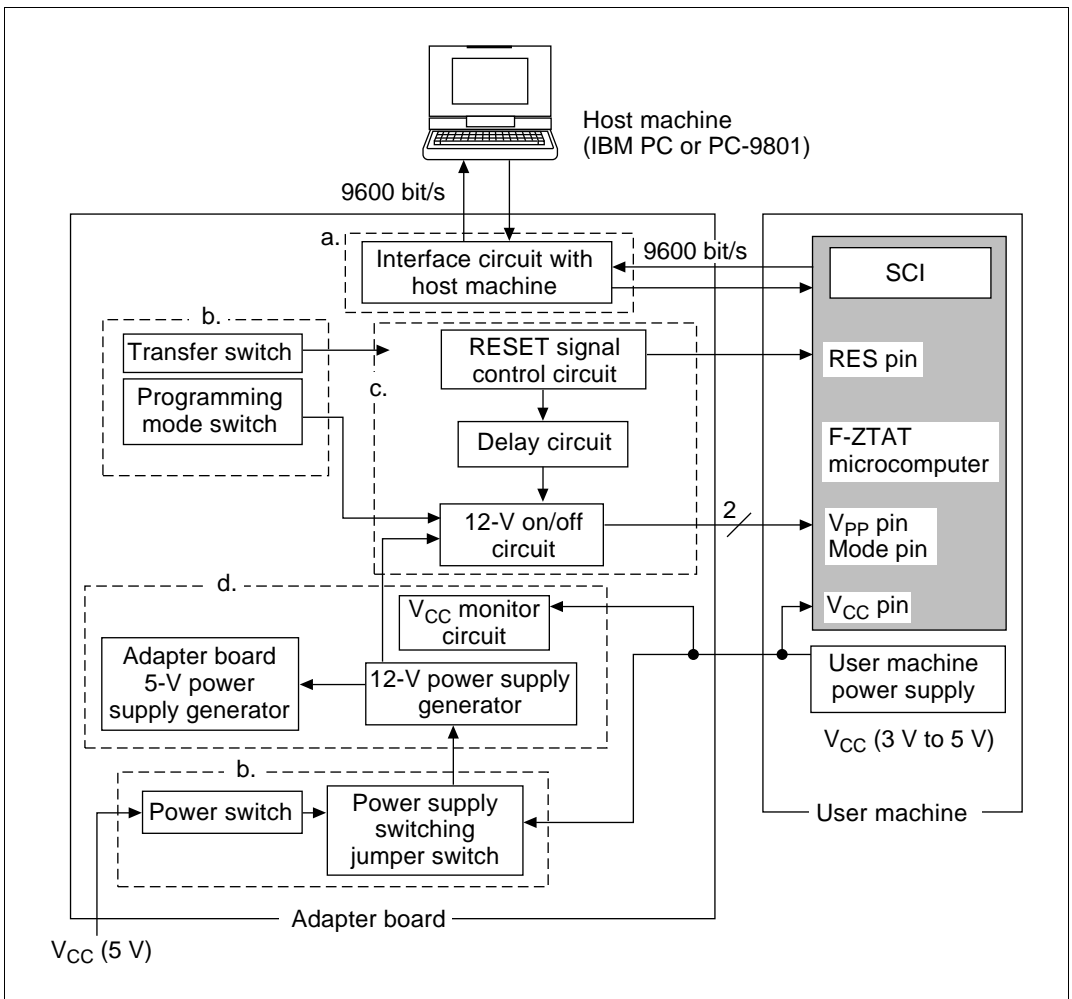 Host machine
(IBM PC or PC-9801)
9600 bit/s
a.
Interface circuit with
host machine
9600 bit/s
SCI
b.
Transfer switch
Programming
mode switch
c.
RESET signal
control circuit
RES pin
Delay circuit
F-ZTAT
microcomputer
12-V on/off
circuit
2
VPP pin
Mode pin
d.
VCC monitor
circuit
VCC pin
Adapter board
5-V power
supply generator
12-V power supply
generator
User machine
power supply
VCC (3 V to 5 V)
b.
Power switch
Power supply
switching
jumper switch
User machine
Adapter board
VCC (5 V)